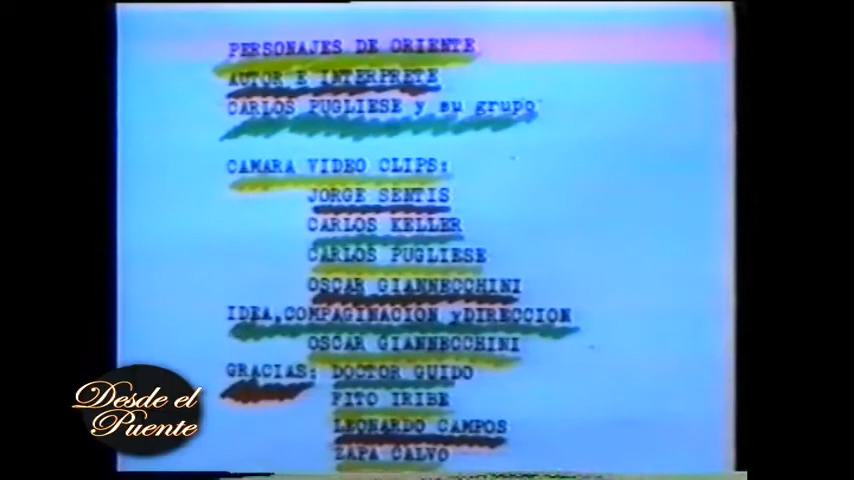 PERSONAJES DE ORIENTE
AUTOR E INTERPRETE
CARLOS PUGLIESE y su grupo
CAMARA VIDEO CLIPS:
JORGE SENTIS
CARLOS KELLER
CARLOS PUGLIESE
OSCAR GIANNECCHINI
IDEA,COMPAGINACION yDIRECCION
OSCAR GIANNECCHINI
GRACIAS: DOCTOR GUIDO
FITO IRIBE
LEONARDO CAMPOS
ZAPA CALVO
Desde el
Puente